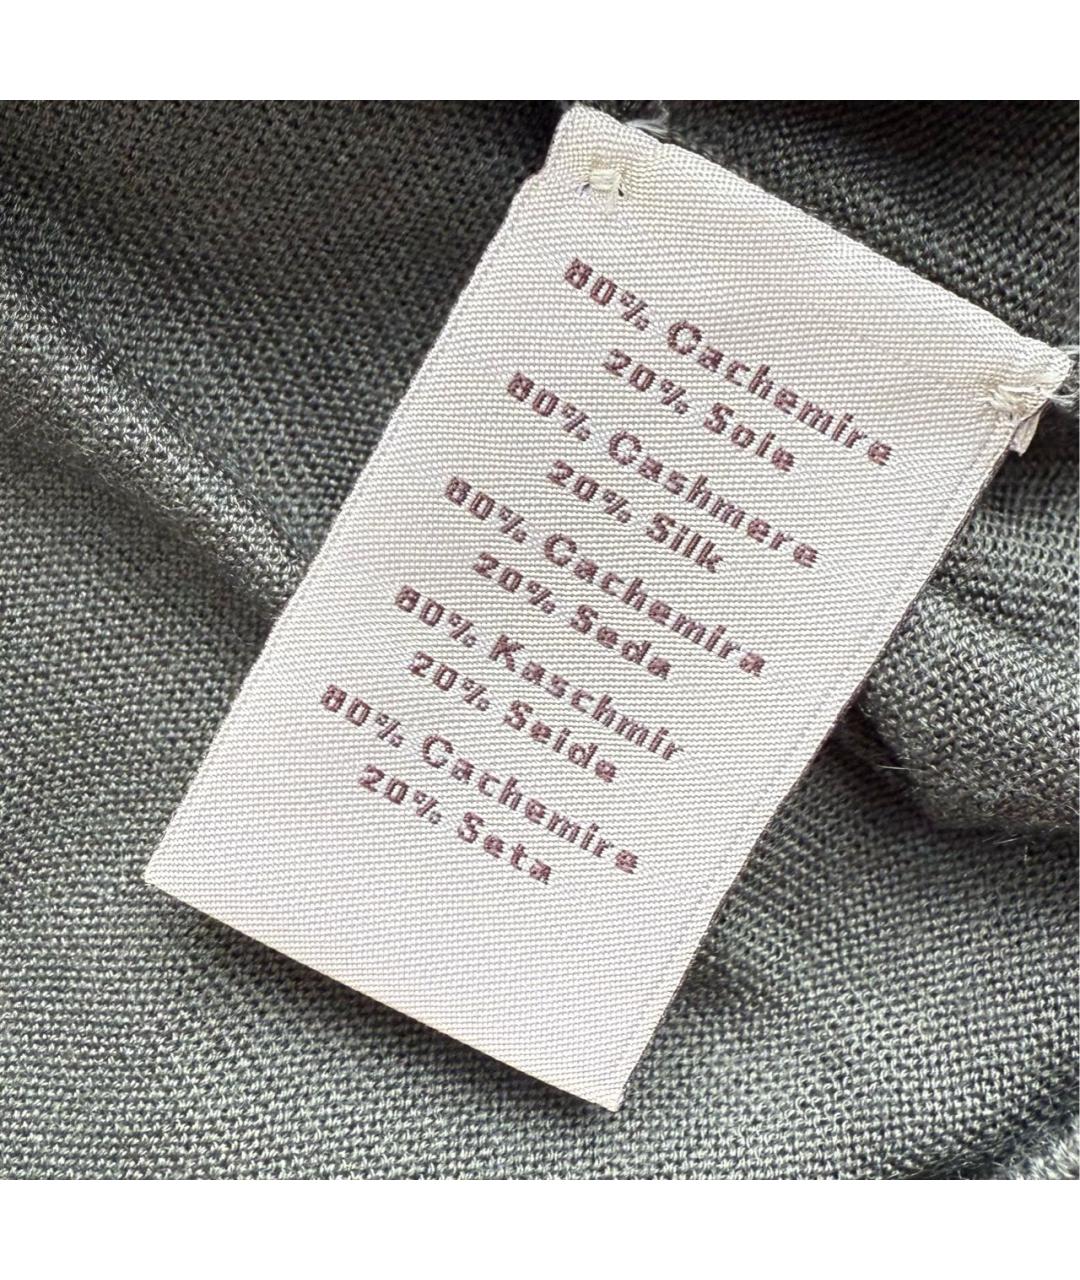 80% Cachemire
20% Soie
80% Cashmere
20% Silk
80% Cachemira
20% Seda
80% Kaschmir
20% Seide
80% Cachemire
20% Seta